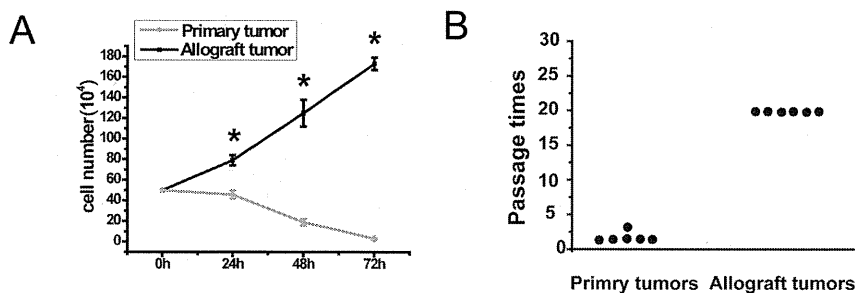 A
Primary tumor
Allograft tumor
cell number(10⁴)
180
160
140
120
100
80
60
40
20
0
*
*
*
0h
24h
48h
72h
B
Passage times
30
25
20
15
10
5
0
Primry tumors
Allograft tumors